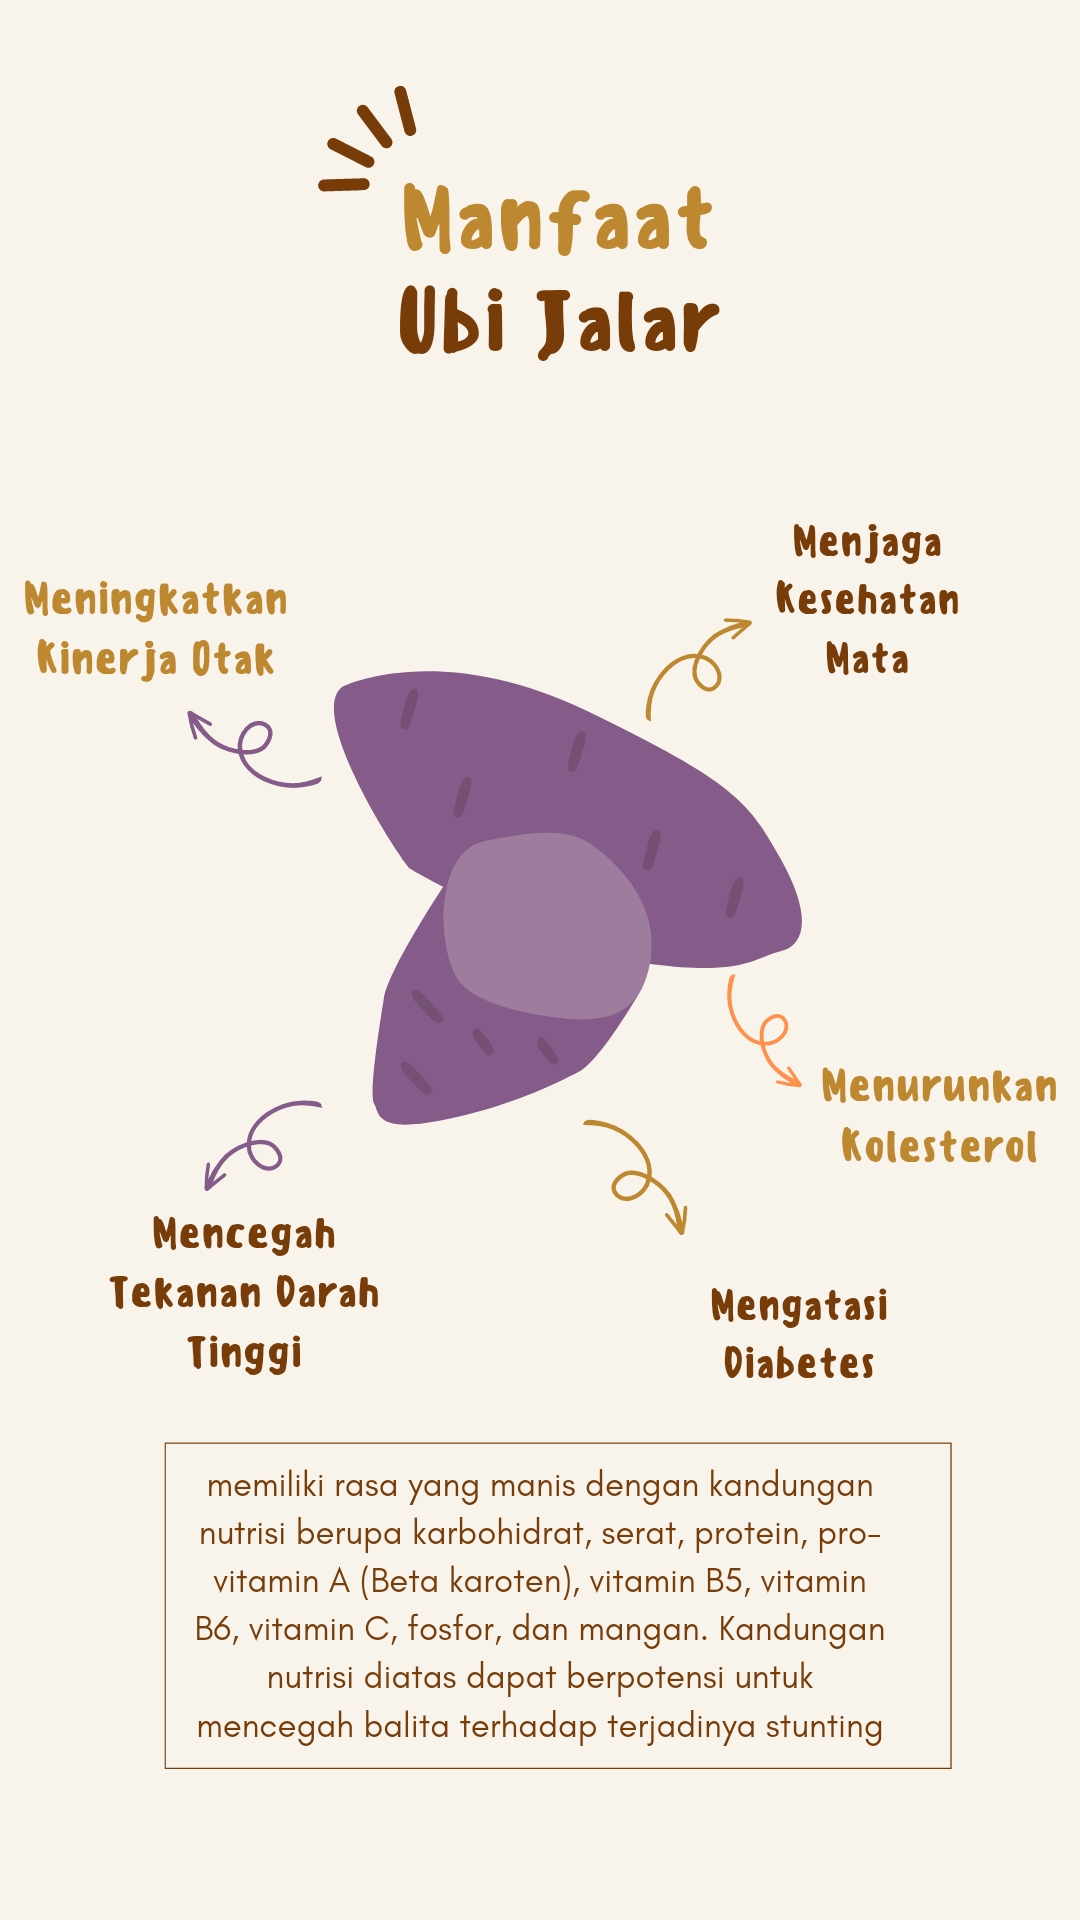 Manfaat
Ubi Jalar
Menjaga
Kesehatan
Mata
Meningkatkan
Kinerja Otak
Menurunkan
Kolesterol
Mencegah
Tekanan Darah
Tinggi
Mengatasi
Diabetes
memiliki rasa yang manis dengan kandungan
nutrisi berupa karbohidrat, serat, protein, pro-
vitamin A (Beta karoten), vitamin B5, vitamin
B6, vitamin C, fosfor, dan mangan. Kandungan
nutrisi diatas dapat berpotensi untuk
mencegah balita terhadap terjadinya stunting